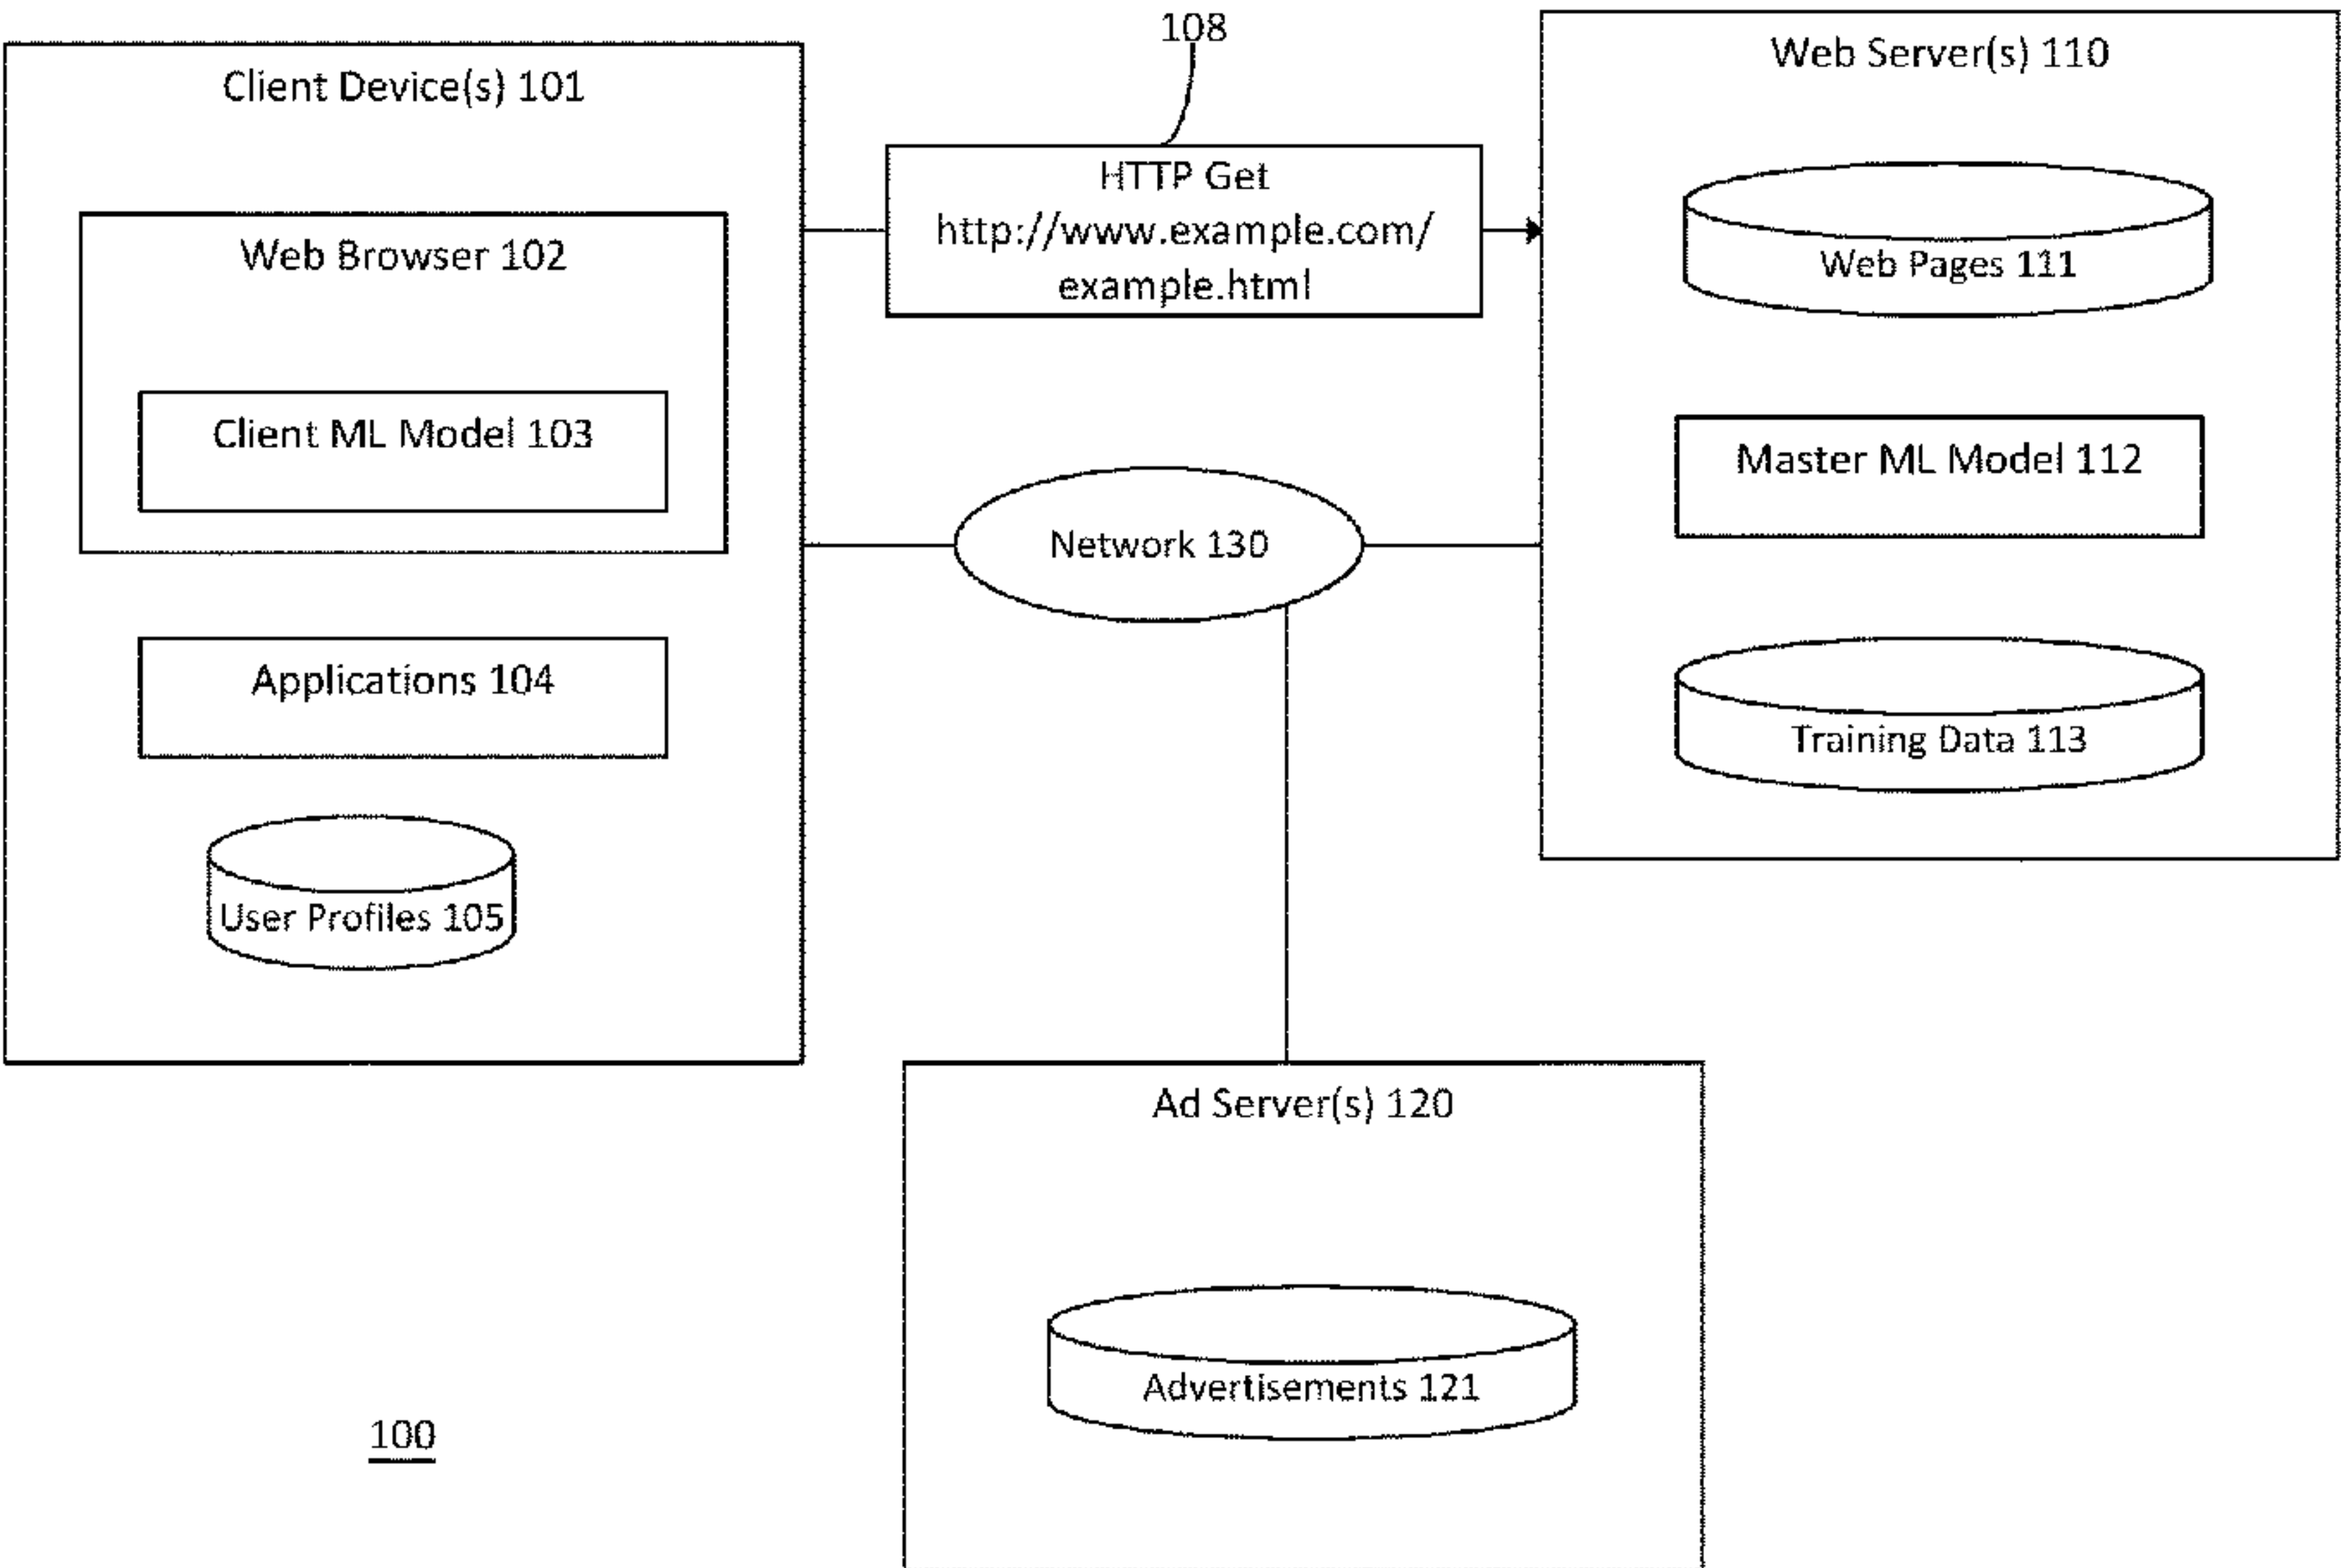 108
Client Device(s) 101
Web Browser 102
Client ML Model 103
Applications 104
User Profiles 105
HTTP Get
http://www.example.com/
example.html
Network 130
Web Server(s) 110
Web Pages 111
Master ML Model 112
Training Data 113
Ad Server(s) 120
Advertisements 121
100